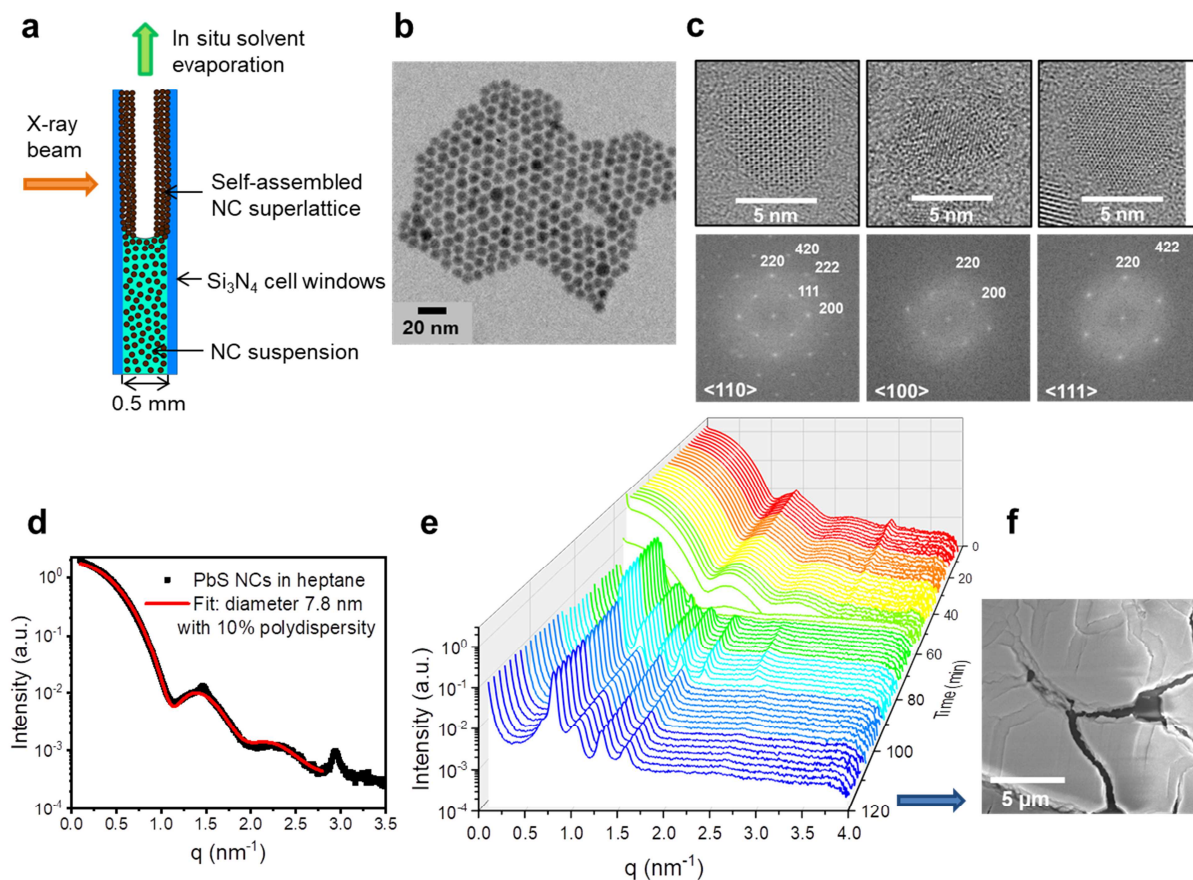 a
In situ solvent
evaporation
X-ray
beam
Self-assembled
NC superlattice
Si₃N₄ cell windows
NC suspension
0.5 mm
b
20 nm
c
5 nm
5 nm
5 nm
420
220
222
111
200
<110>
220
200
<100>
422
220
<111>
d
PbS NCs in heptane
Fit: diameter 7.8 nm
with 10% polydispersity
Intensity (a.u.)
10⁰
10⁻¹
10⁻²
10⁻³
10⁻⁴
0.0 0.5 1.0 1.5 2.0 2.5 3.0 3.5
q (nm⁻¹)
e
Intensity (a.u.)
10⁰
10⁻¹
10⁻²
10⁻³
10⁻⁴
0.0 0.5 1.0 1.5 2.0 2.5 3.0 3.5 4.0
q (nm⁻¹)
0
20
40
60
80
100
120
Time (min)
f
5 µm